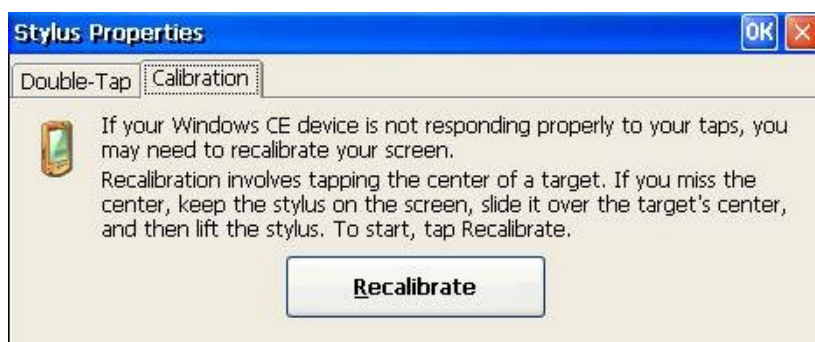 Stylus Properties
OK
Double-Tap
Calibration
If your Windows CE device is not responding properly to your taps, you
may need to recalibrate your screen.
Recalibration involves tapping the center of a target. If you miss the
center, keep the stylus on the screen, slide it over the target's center,
and then lift the stylus. To start, tap Recalibrate.
Recalibrate